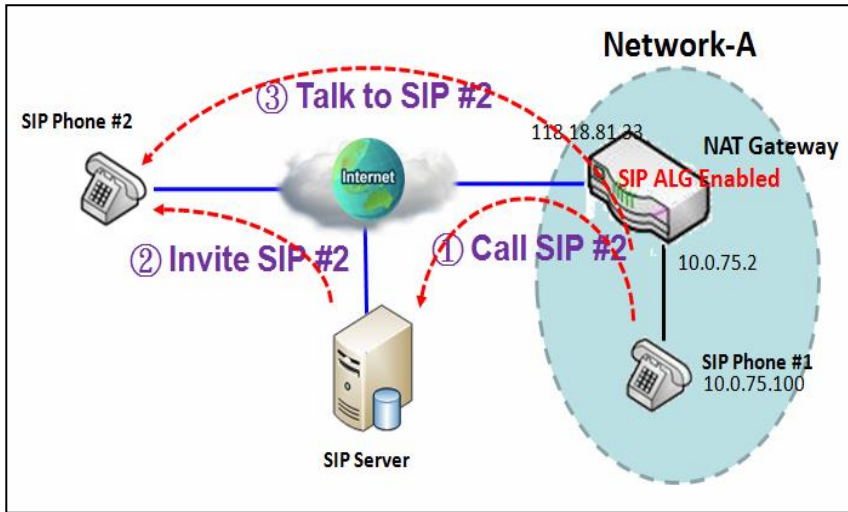 Network-A
③ Talk to SIP #2
SIP Phone #2
118.18.81.33
NAT Gateway
Internet
SIP ALG Enabled
② Invite SIP #2
① Call SIP #2
10.0.75.2
SIP Phone #1
10.0.75.100
SIP Server